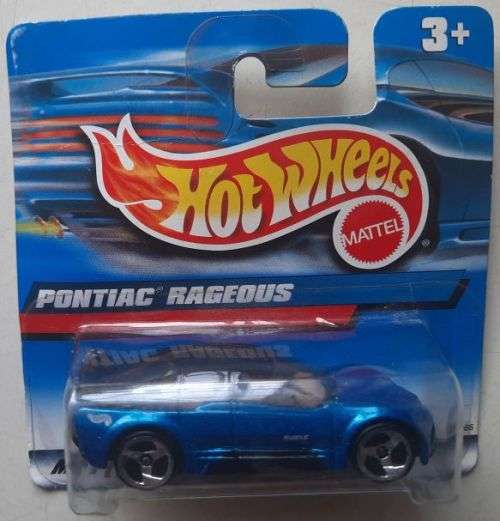 3+
HOT WHEELS
MATTEL
PONTIAC RAGEOUS